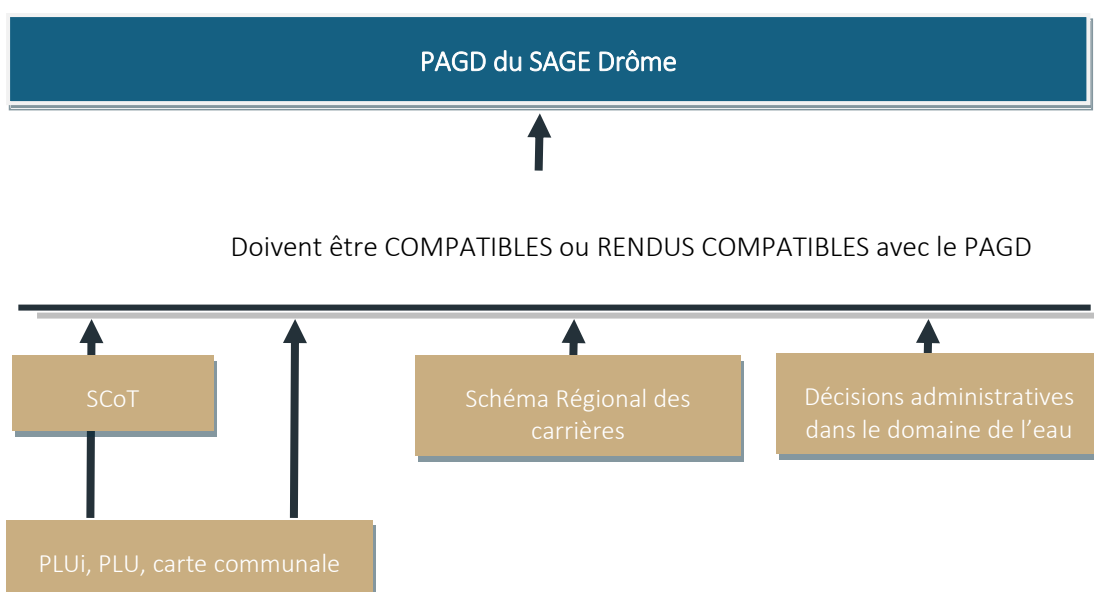 PAGD du SAGE Drôme
Doivent être COMPATIBLES ou RENDUS COMPATIBLES avec le PAGD
SCoT
Schéma Régional des
carrières
Décisions administratives
dans le domaine de l’eau
PLUi, PLU, carte communale